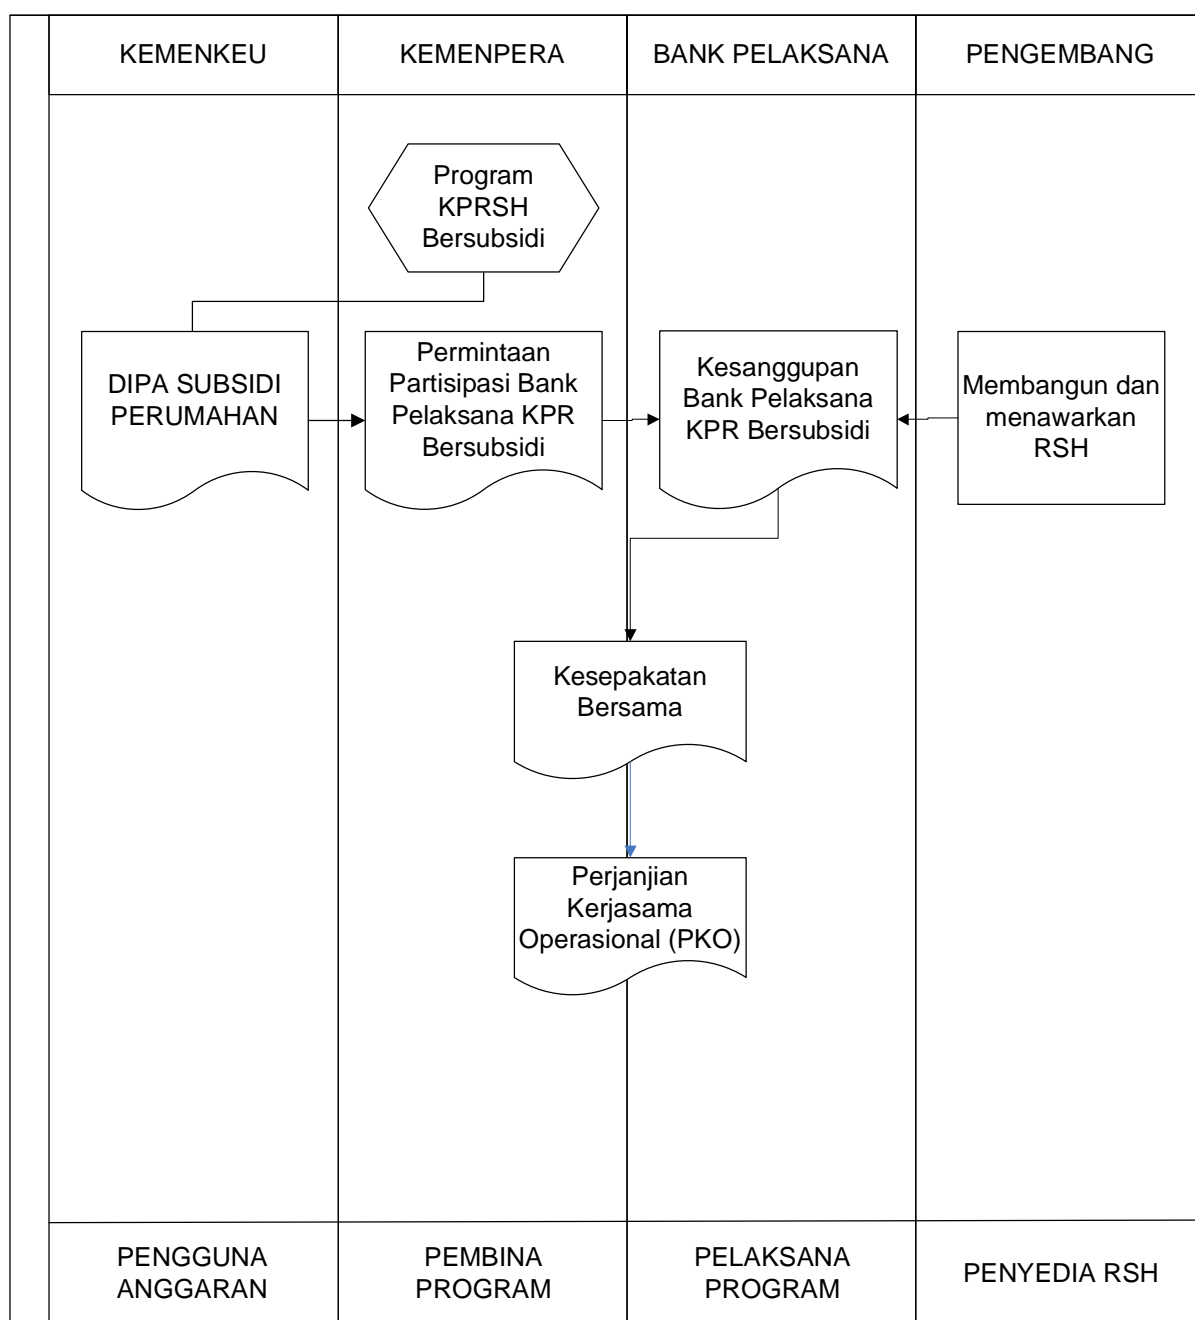 KEMENKEU
KEMENPERA
BANK PELAKSANA
PENGEMBANG
Program
KPRSH
Bersubsidi
DIPA SUBSIDI
PERUMAHAN
Permintaan
Partisipasi Bank
Pelaksana KPR
Bersubsidi
Kesanggupan
Bank Pelaksana
KPR Bersubsidi
Membangun dan
menawarkan
RSH
Kesepakatan
Bersama
Perjanjian
Kerjasama
Operasional (PKO)
PENGGUNA
ANGGARAN
PEMBINA
PROGRAM
PELAKSANA
PROGRAM
PENYEDIA RSH